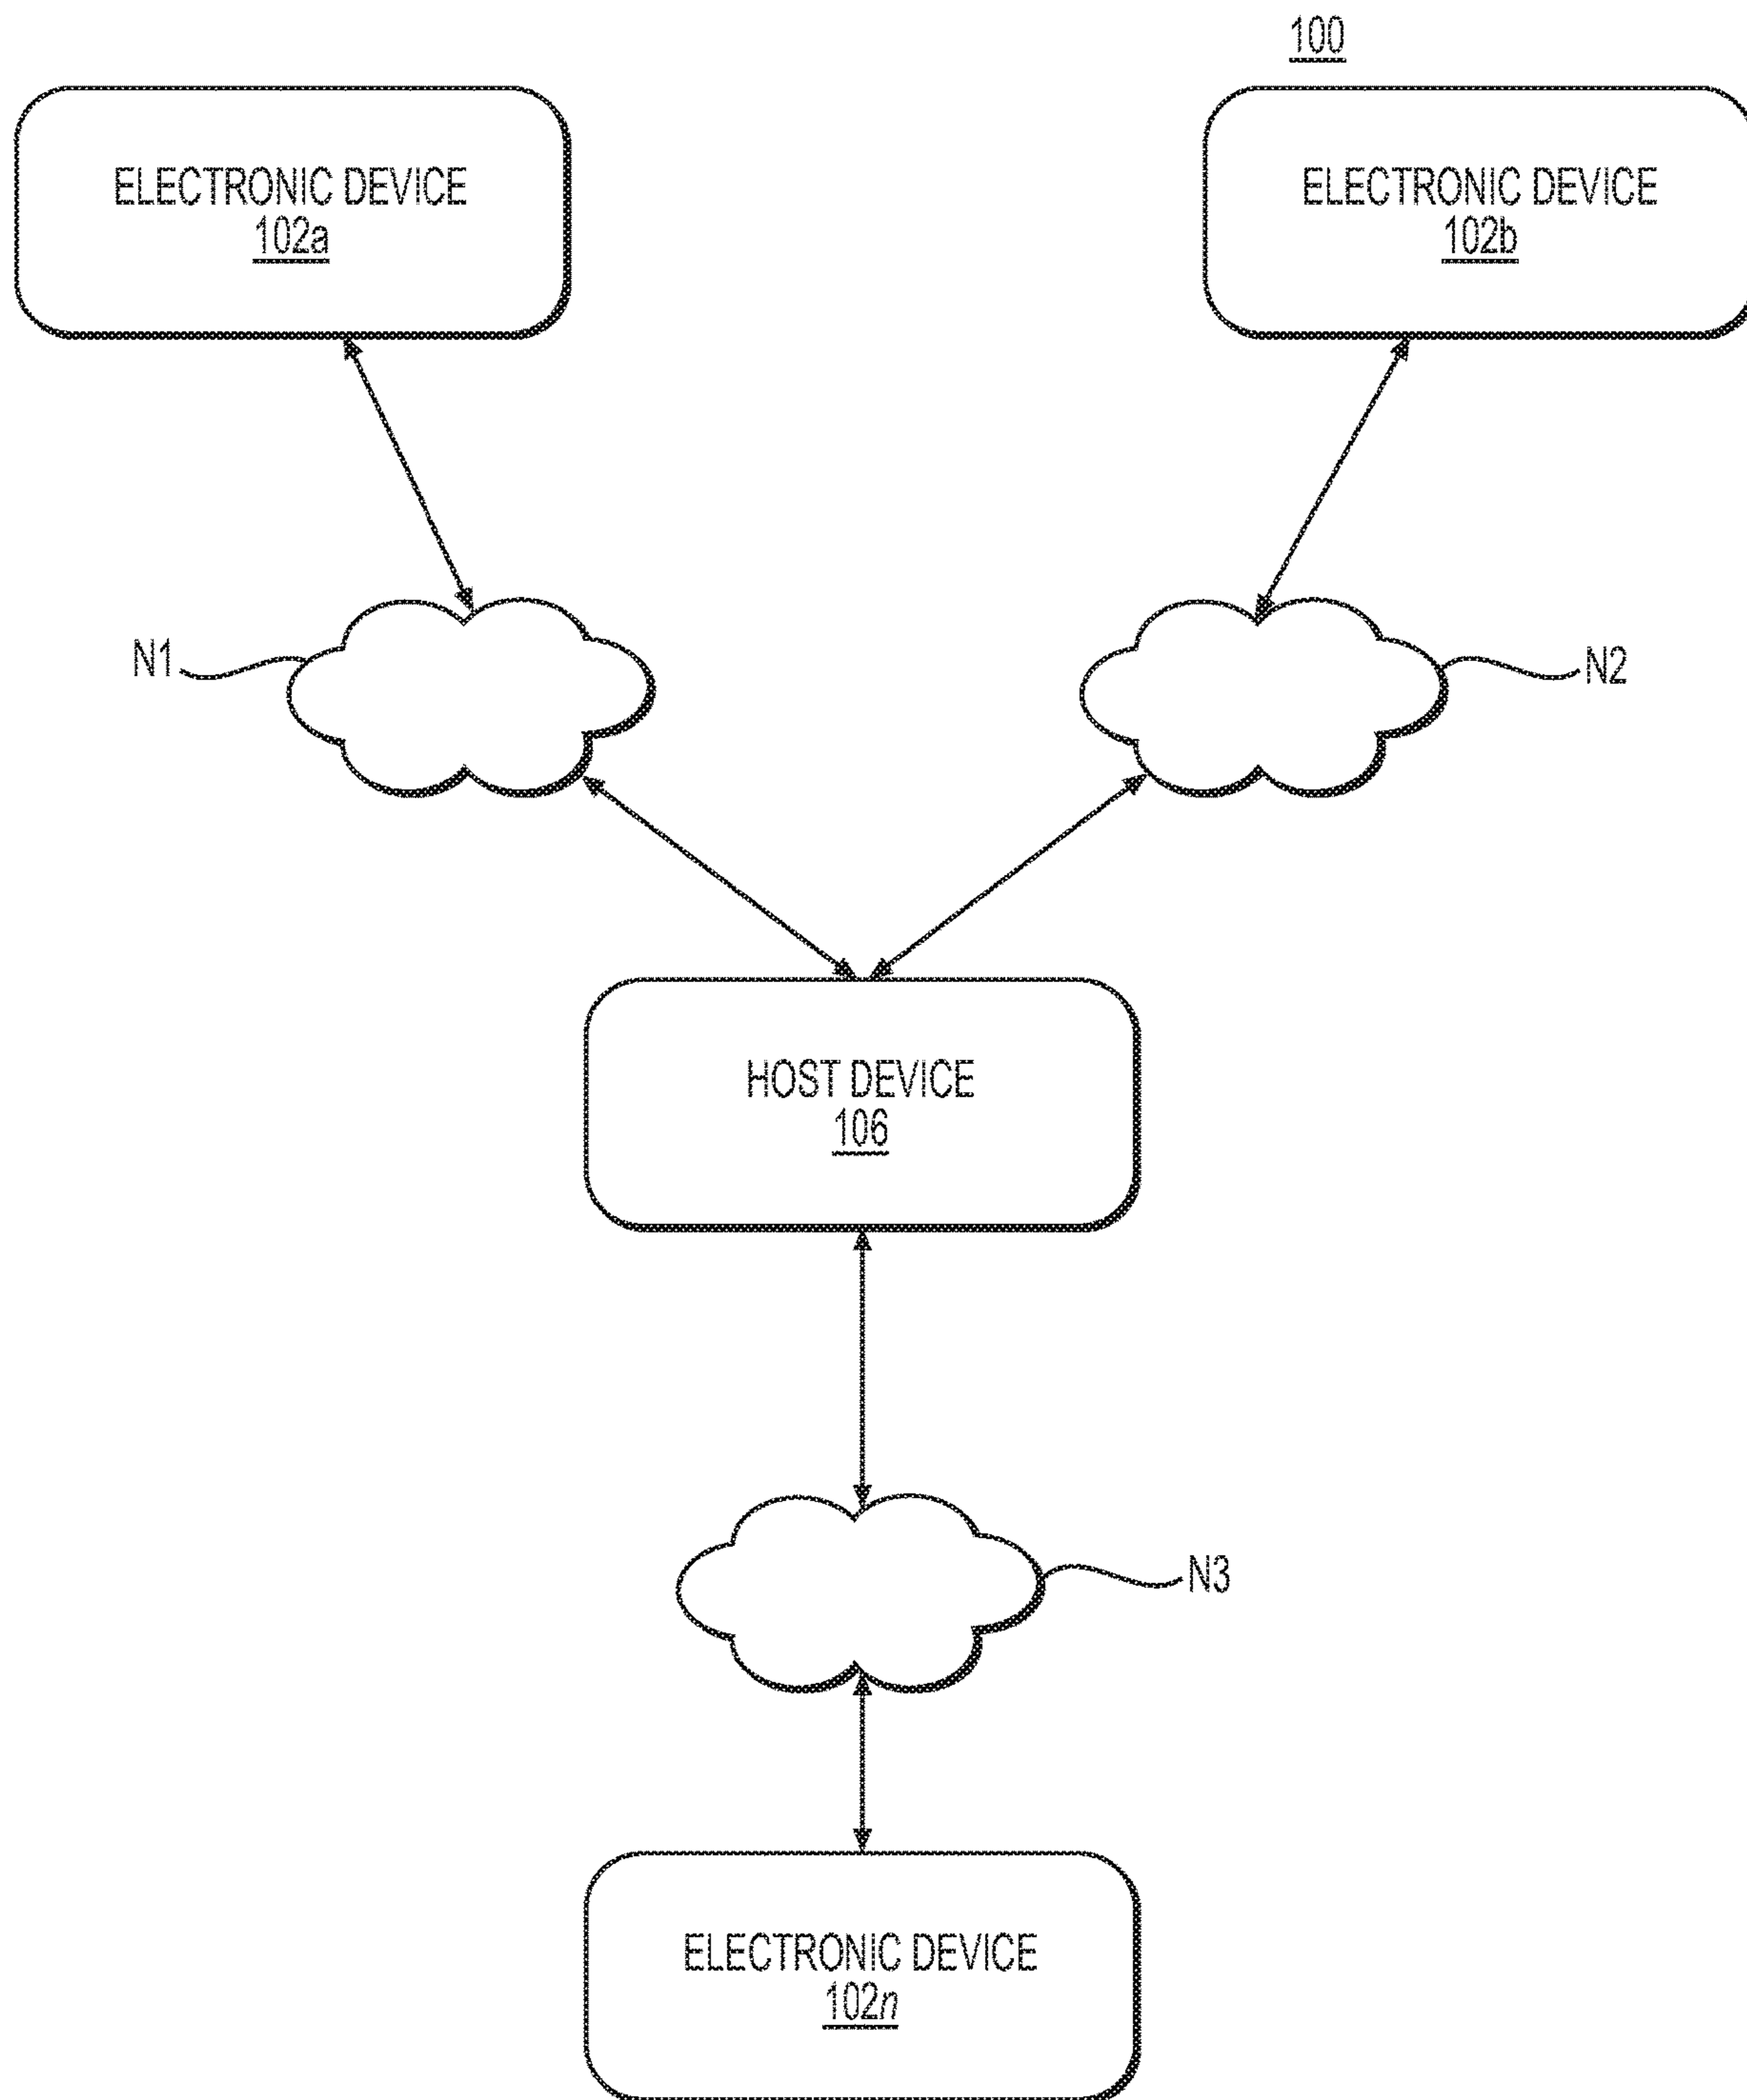 100
ELECTRONIC DEVICE
102a
ELECTRONIC DEVICE
102b
N1
N2
HOST DEVICE
106
N3
ELECTRONIC DEVICE
102n